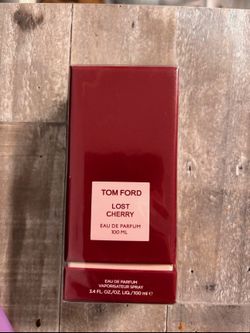 TOM FORD
LOST
CHERRY
EAU DE PARFUM
100 ML
EAU DE PARFUM
VAPORISATEUR SPRAY
3.4 FL. OZ/OZ. LIQ./100 ml ℮